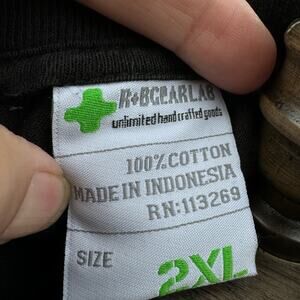 R+BGEARLAB
unlimited handcrafted goods
100%COTTON
MADE IN INDONESIA
RN:113269
SIZE
2XL